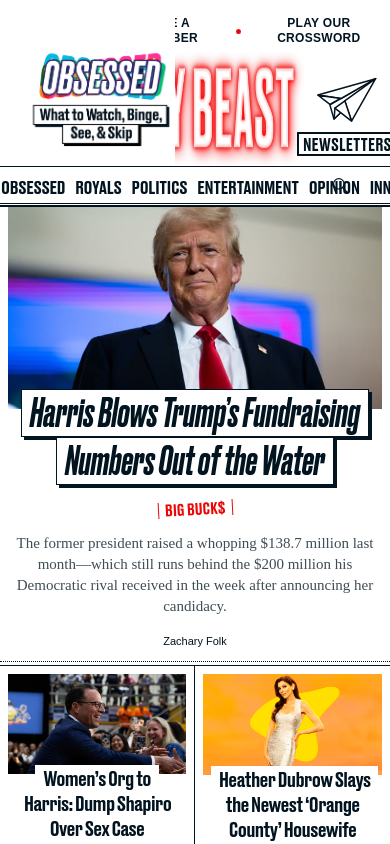 E A
BER
PLAY OUR
CROSSWORD
OBSESSED
What to Watch, Binge,
See, & Skip
Y BEAST
NEWSLETTERS
OBSESSED ROYALS POLITICS ENTERTAINMENT OPINION INN
Harris Blows Trump's Fundraising
Numbers Out of the Water
BIG BUCK$
The former president raised a whopping $138.7 million last
month—which still runs behind the $200 million his
Democratic rival received in the week after announcing her
candidacy.
Zachary Folk
Women's Org to
Harris: Dump Shapiro
Over Sex Case
Heather Dubrow Slays
the Newest 'Orange
County' Housewife